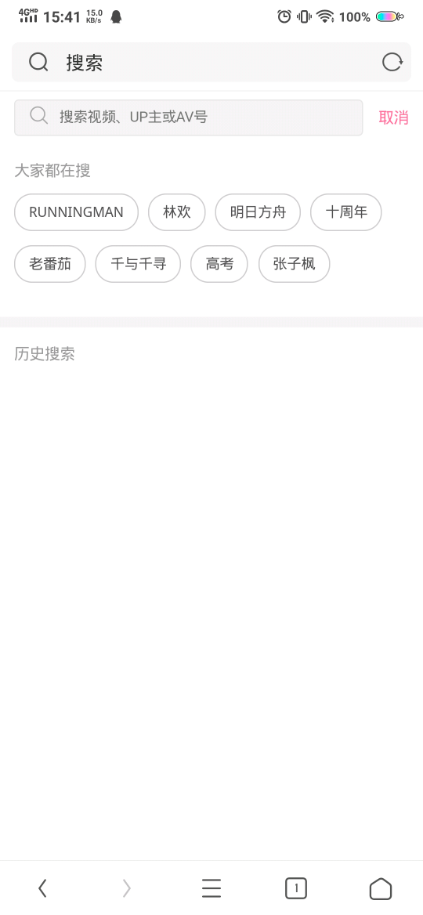 4GHD 15:41 15.0 KB/s 100%
搜索
搜索视频、UP主或AV号 取消
大家都在搜
RUNNINGMAN 林欢 明日方舟 十周年
老番茄 千与千寻 高考 张子枫
历史搜索
1